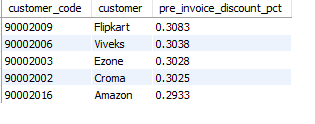 customer_code customer pre_invoice_discount_pct
90002009 Flipkart 0.3083
90002006 Viveks 0.3038
90002003 Ezone 0.3028
90002002 Croma 0.3025
90002016 Amazon 0.2933